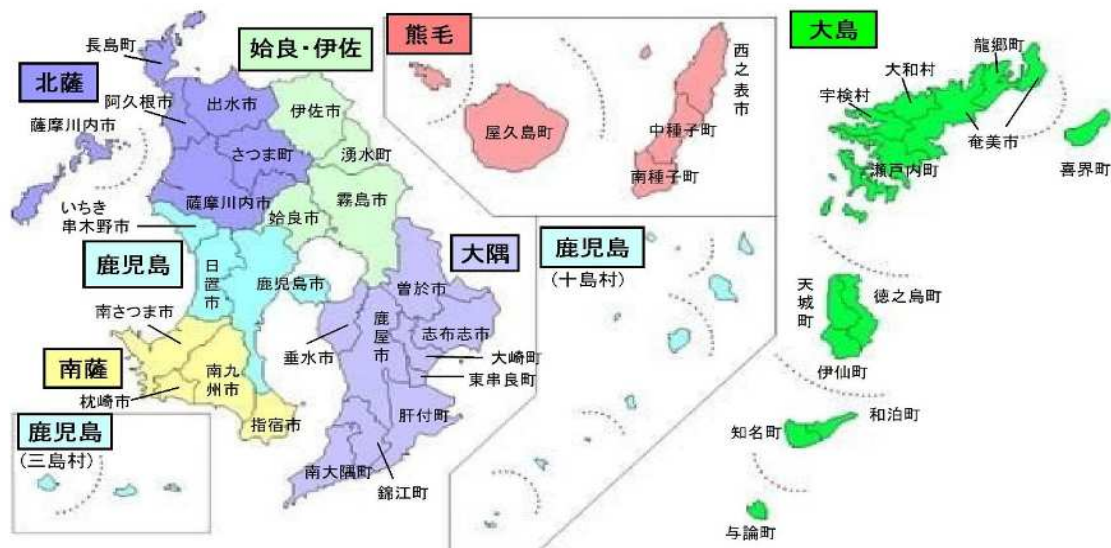 長島町
北薩
阿久根市
出水市
薩摩川内市
さつま町
薩摩川内市
いちき
串木野市
姶良・伊佐
伊佐市
湧水町
霧島市
姶良市
鹿児島
日置市
鹿児島市
南さつま市
南薩
枕崎市
南九
州市
指宿市
鹿児島
(三島村)
大隅
曽於市
鹿屋市
志布志市
垂水市
大崎町
東串良町
肝付町
南大隅町
錦江町
熊毛
西之表市
屋久島町
中種子町
南種子町
鹿児島
(十島村)
大島
龍郷町
大和村
宇検村
奄美市
瀬戸内町
喜界町
天城町
徳之島町
伊仙町
和泊町
知名町
与論町